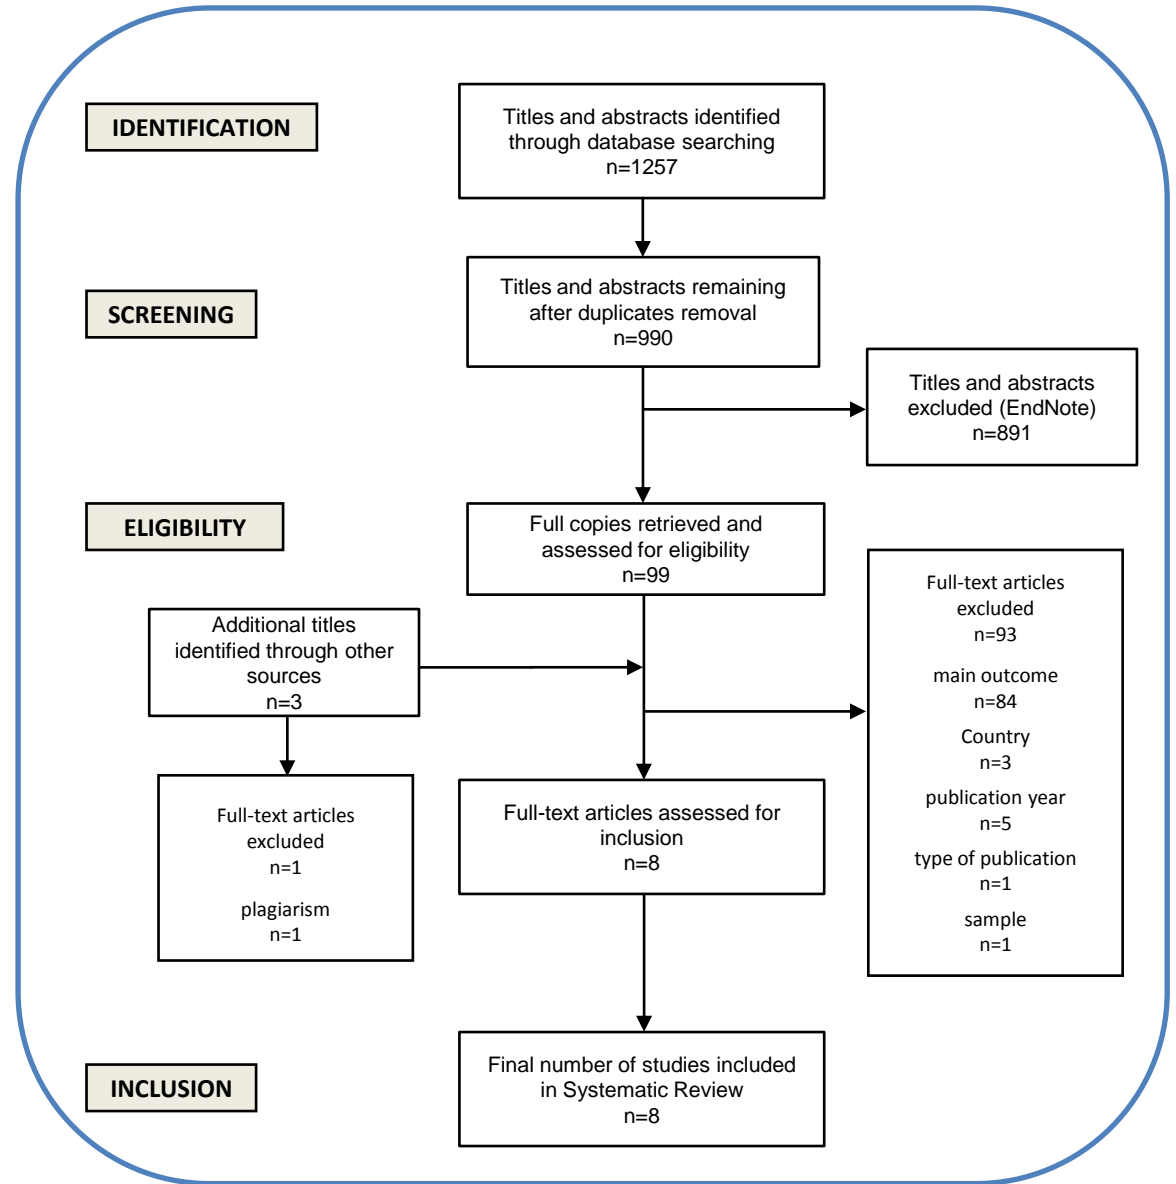 IDENTIFICATION
Titles and abstracts identified
through database searching
n=1257
SCREENING
Titles and abstracts remaining
after duplicates removal
n=990
Titles and abstracts
excluded (EndNote)
n=891
ELIGIBILITY
Full copies retrieved and
assessed for eligibility
n=99
Additional titles
identified through other
sources
n=3
Full-text articles
excluded
n=93
main outcome
n=84
Country
n=3
publication year
n=5
type of publication
n=1
sample
n=1
Full-text articles
excluded
n=1
plagiarism
n=1
Full-text articles assessed for
inclusion
n=8
INCLUSION
Final number of studies included
in Systematic Review
n=8